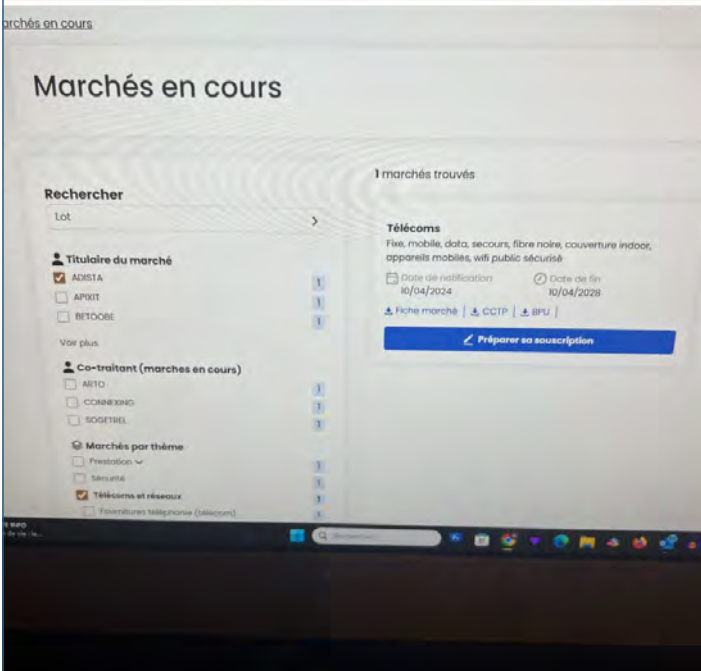 archés en cours
Marchés en cours
1 marchés trouvés
Rechercher
Lot
Titulaire du marché
ADISTA 1
APIXIT 1
BETOOBE 1
Voir plus
Co-traitant (marches en cours)
ARTO 1
CONNEXING 1
SOGETREL 1
Marchés par thème
Prestation 1
Sécurité 1
Télécoms et réseaux 1
Fournitures téléphonie (télécom) 1
Télécoms
Fixe, mobile, data, secours, fibre noire, couverture indoor,
appareils mobiles, wifi public sécurisé
Date de notification Date de fin
10/04/2024 10/04/2028
Fiche marché | CCTP | BPU |
Préparer sa souscription